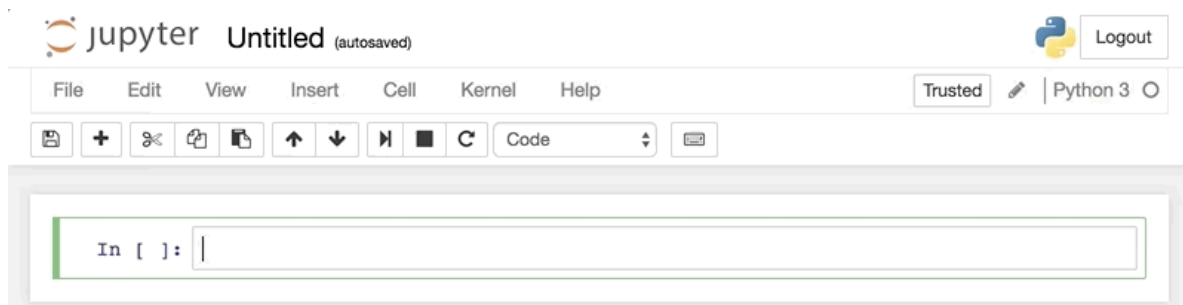 jupyter Untitled (autosaved) Logout
File Edit View Insert Cell Kernel Help Trusted Python 3
Code
In [ ]: